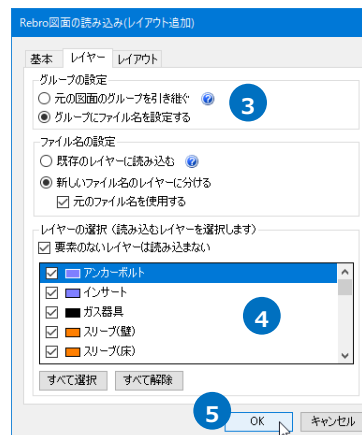 Rebro図面の読み込み(レイアウト追加)
基本 レイヤー レイアウト
グループの設定
元の図面のグループを引き継ぐ ?
グループにファイル名を設定する
3
ファイル名の設定
既存のレイヤーに読み込む ?
新しいファイル名のレイヤーに分ける
元のファイル名を使用する
レイヤーの選択 (読み込むレイヤーを選択します)
要素のないレイヤーは読み込まない
アンカーボルト
インサート
ガス器具
スリーブ(壁)
スリーブ(床)
4
すべて選択 すべて解除
5 OK キャンセル